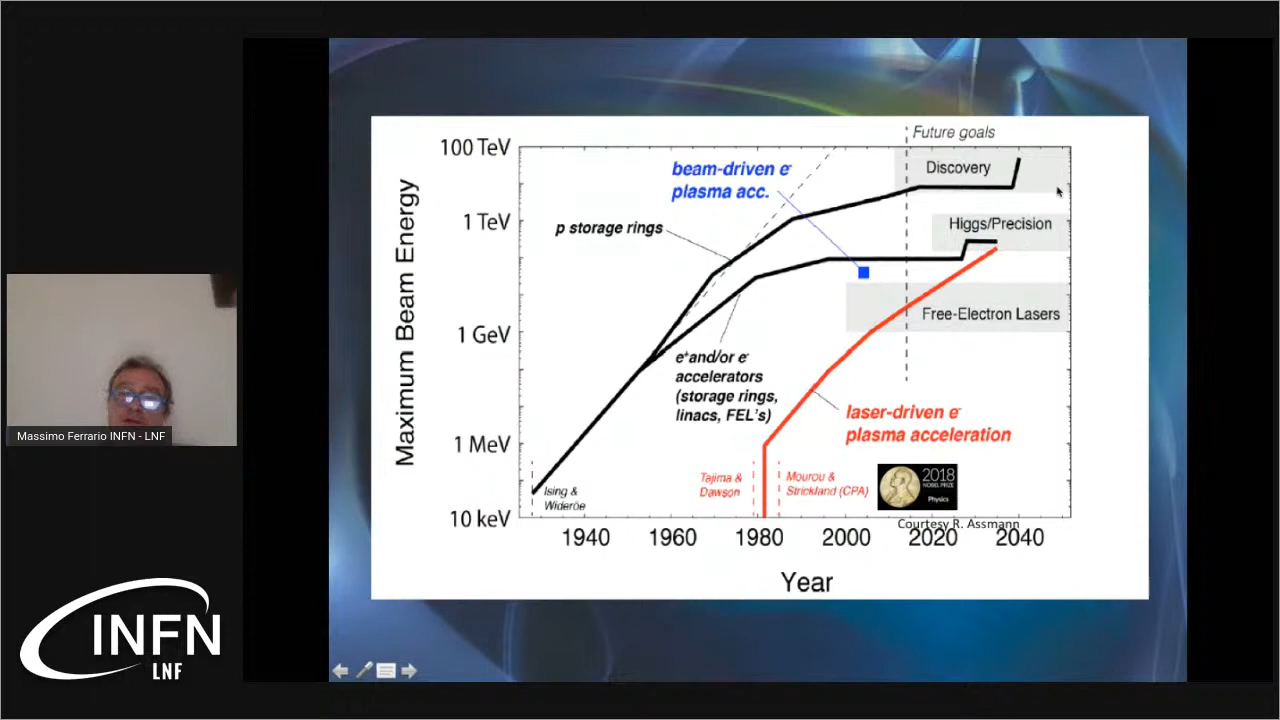 Future goals
100 TeV
Discovery
beam-driven e-
plasma acc.
1 TeV
Higgs/Precision
p storage rings
Free-Electron Lasers
1 GeV
Maximum Beam Energy
e+and/or e-
accelerators
(storage rings,
linacs, FEL's)
laser-driven e-
plasma acceleration
1 MeV
Tajima &
Dawson
Mourou &
Strickland (CPA)
2018
NOBEL PRIZE
Physics
Ising &
Wideröe
10 keV
Courtesy R. Assmann
1940 1960 1980 2000 2020 2040
Year
Massimo Ferrario INFN - LNF
INFN
LNF